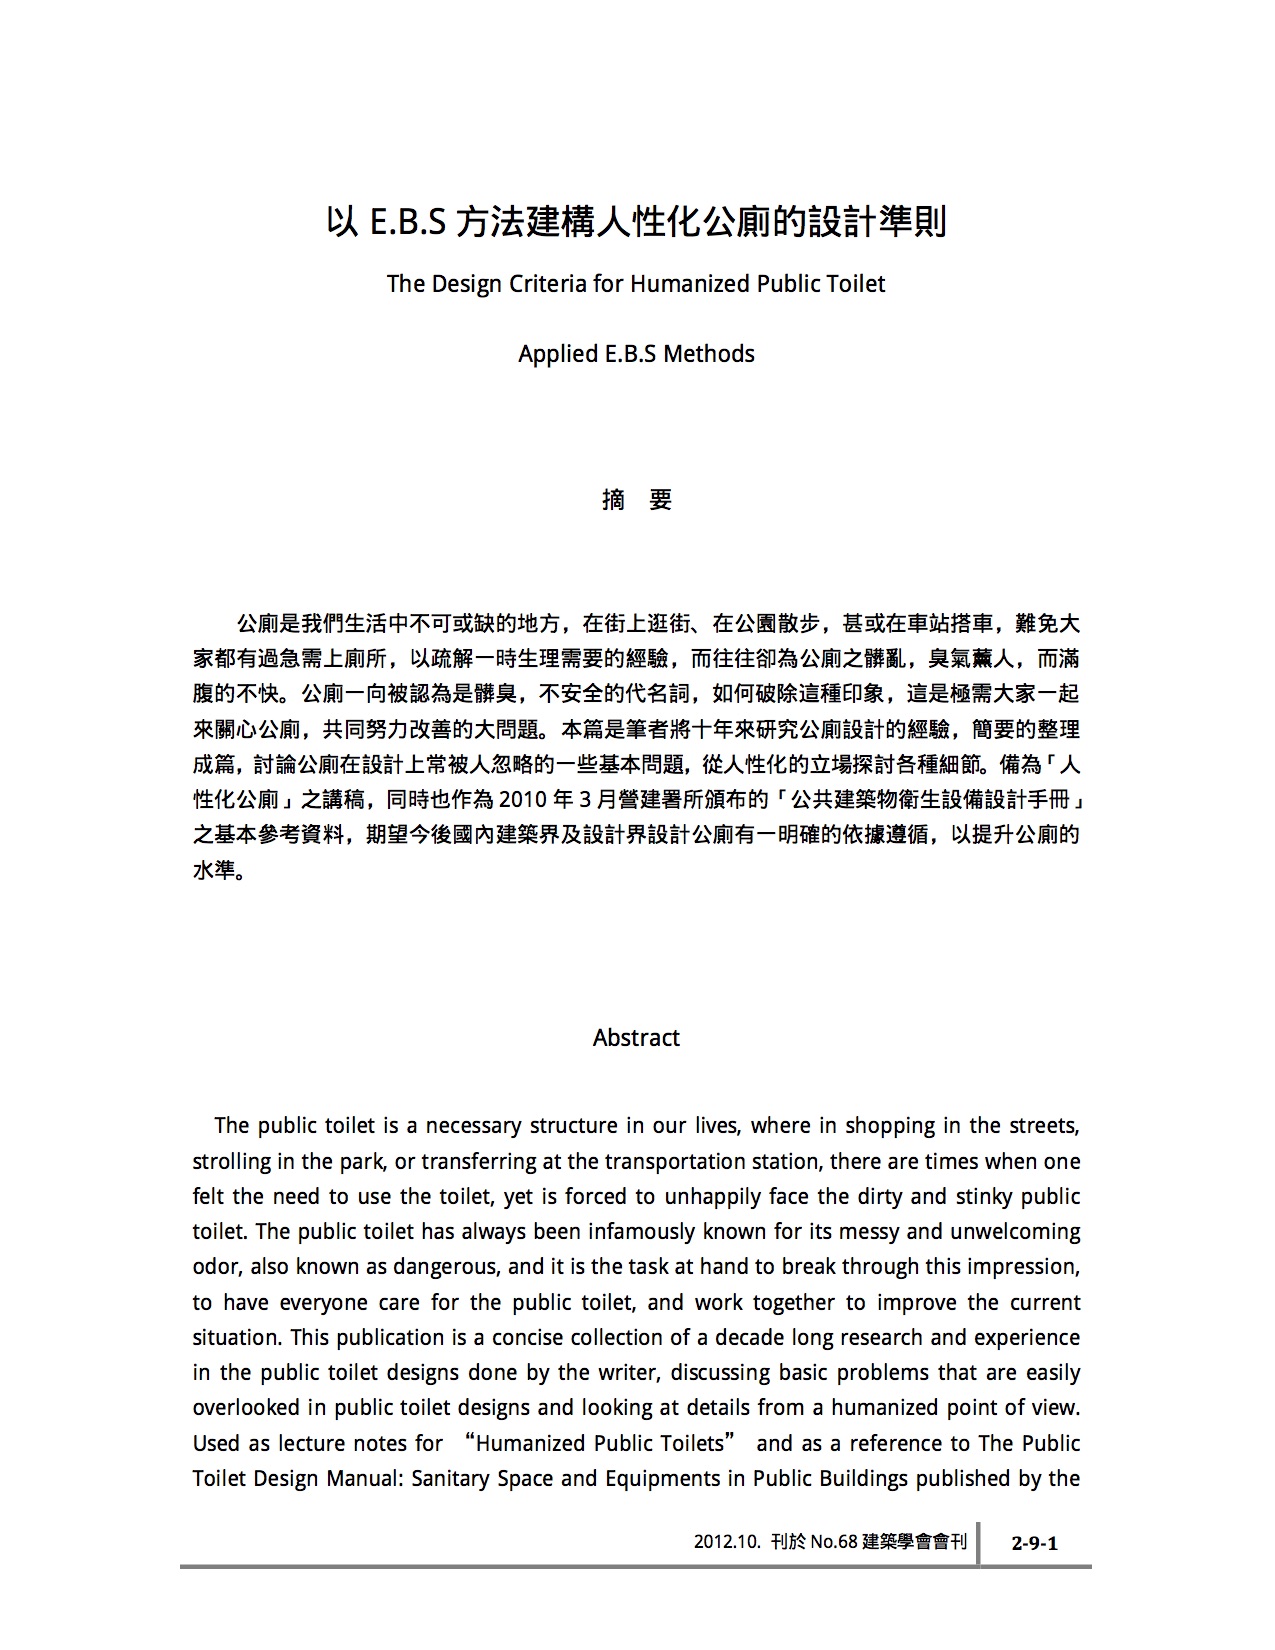 以 E.B.S 方法建構人性化公廁的設計準則
The Design Criteria for Humanized Public Toilet
Applied E.B.S Methods
摘　要
公廁是我們生活中不可或缺的地方，在街上逛街、在公園散步，甚或在車站搭車，難免大
家都有過急需上廁所，以疏解一時生理需要的經驗，而往往卻為公廁之髒亂，臭氣薰人，而滿
腹的不快。公廁一向被認為是髒臭，不安全的代名詞，如何破除這種印象，這是極需大家一起
來關心公廁，共同努力改善的大問題。本篇是筆者將十年來研究公廁設計的經驗，簡要的整理
成篇，討論公廁在設計上常被人忽略的一些基本問題，從人性化的立場探討各種細節。備為「人
性化公廁」之講稿，同時也作為 2010 年 3 月營建署所頒布的「公共建築物衛生設備設計手冊」
之基本參考資料，期望今後國內建築界及設計界設計公廁有一明確的依據遵循，以提升公廁的
水準。
Abstract
The public toilet is a necessary structure in our lives, where in shopping in the streets,
strolling in the park, or transferring at the transportation station, there are times when one
felt the need to use the toilet, yet is forced to unhappily face the dirty and stinky public
toilet. The public toilet has always been infamously known for its messy and unwelcoming
odor, also known as dangerous, and it is the task at hand to break through this impression,
to have everyone care for the public toilet, and work together to improve the current
situation. This publication is a concise collection of a decade long research and experience
in the public toilet designs done by the writer, discussing basic problems that are easily
overlooked in public toilet designs and looking at details from a humanized point of view.
Used as lecture notes for “Humanized Public Toilets” and as a reference to The Public
Toilet Design Manual: Sanitary Space and Equipments in Public Buildings published by the
2012.10. 刊於 No.68 建築學會會刊 2-9-1